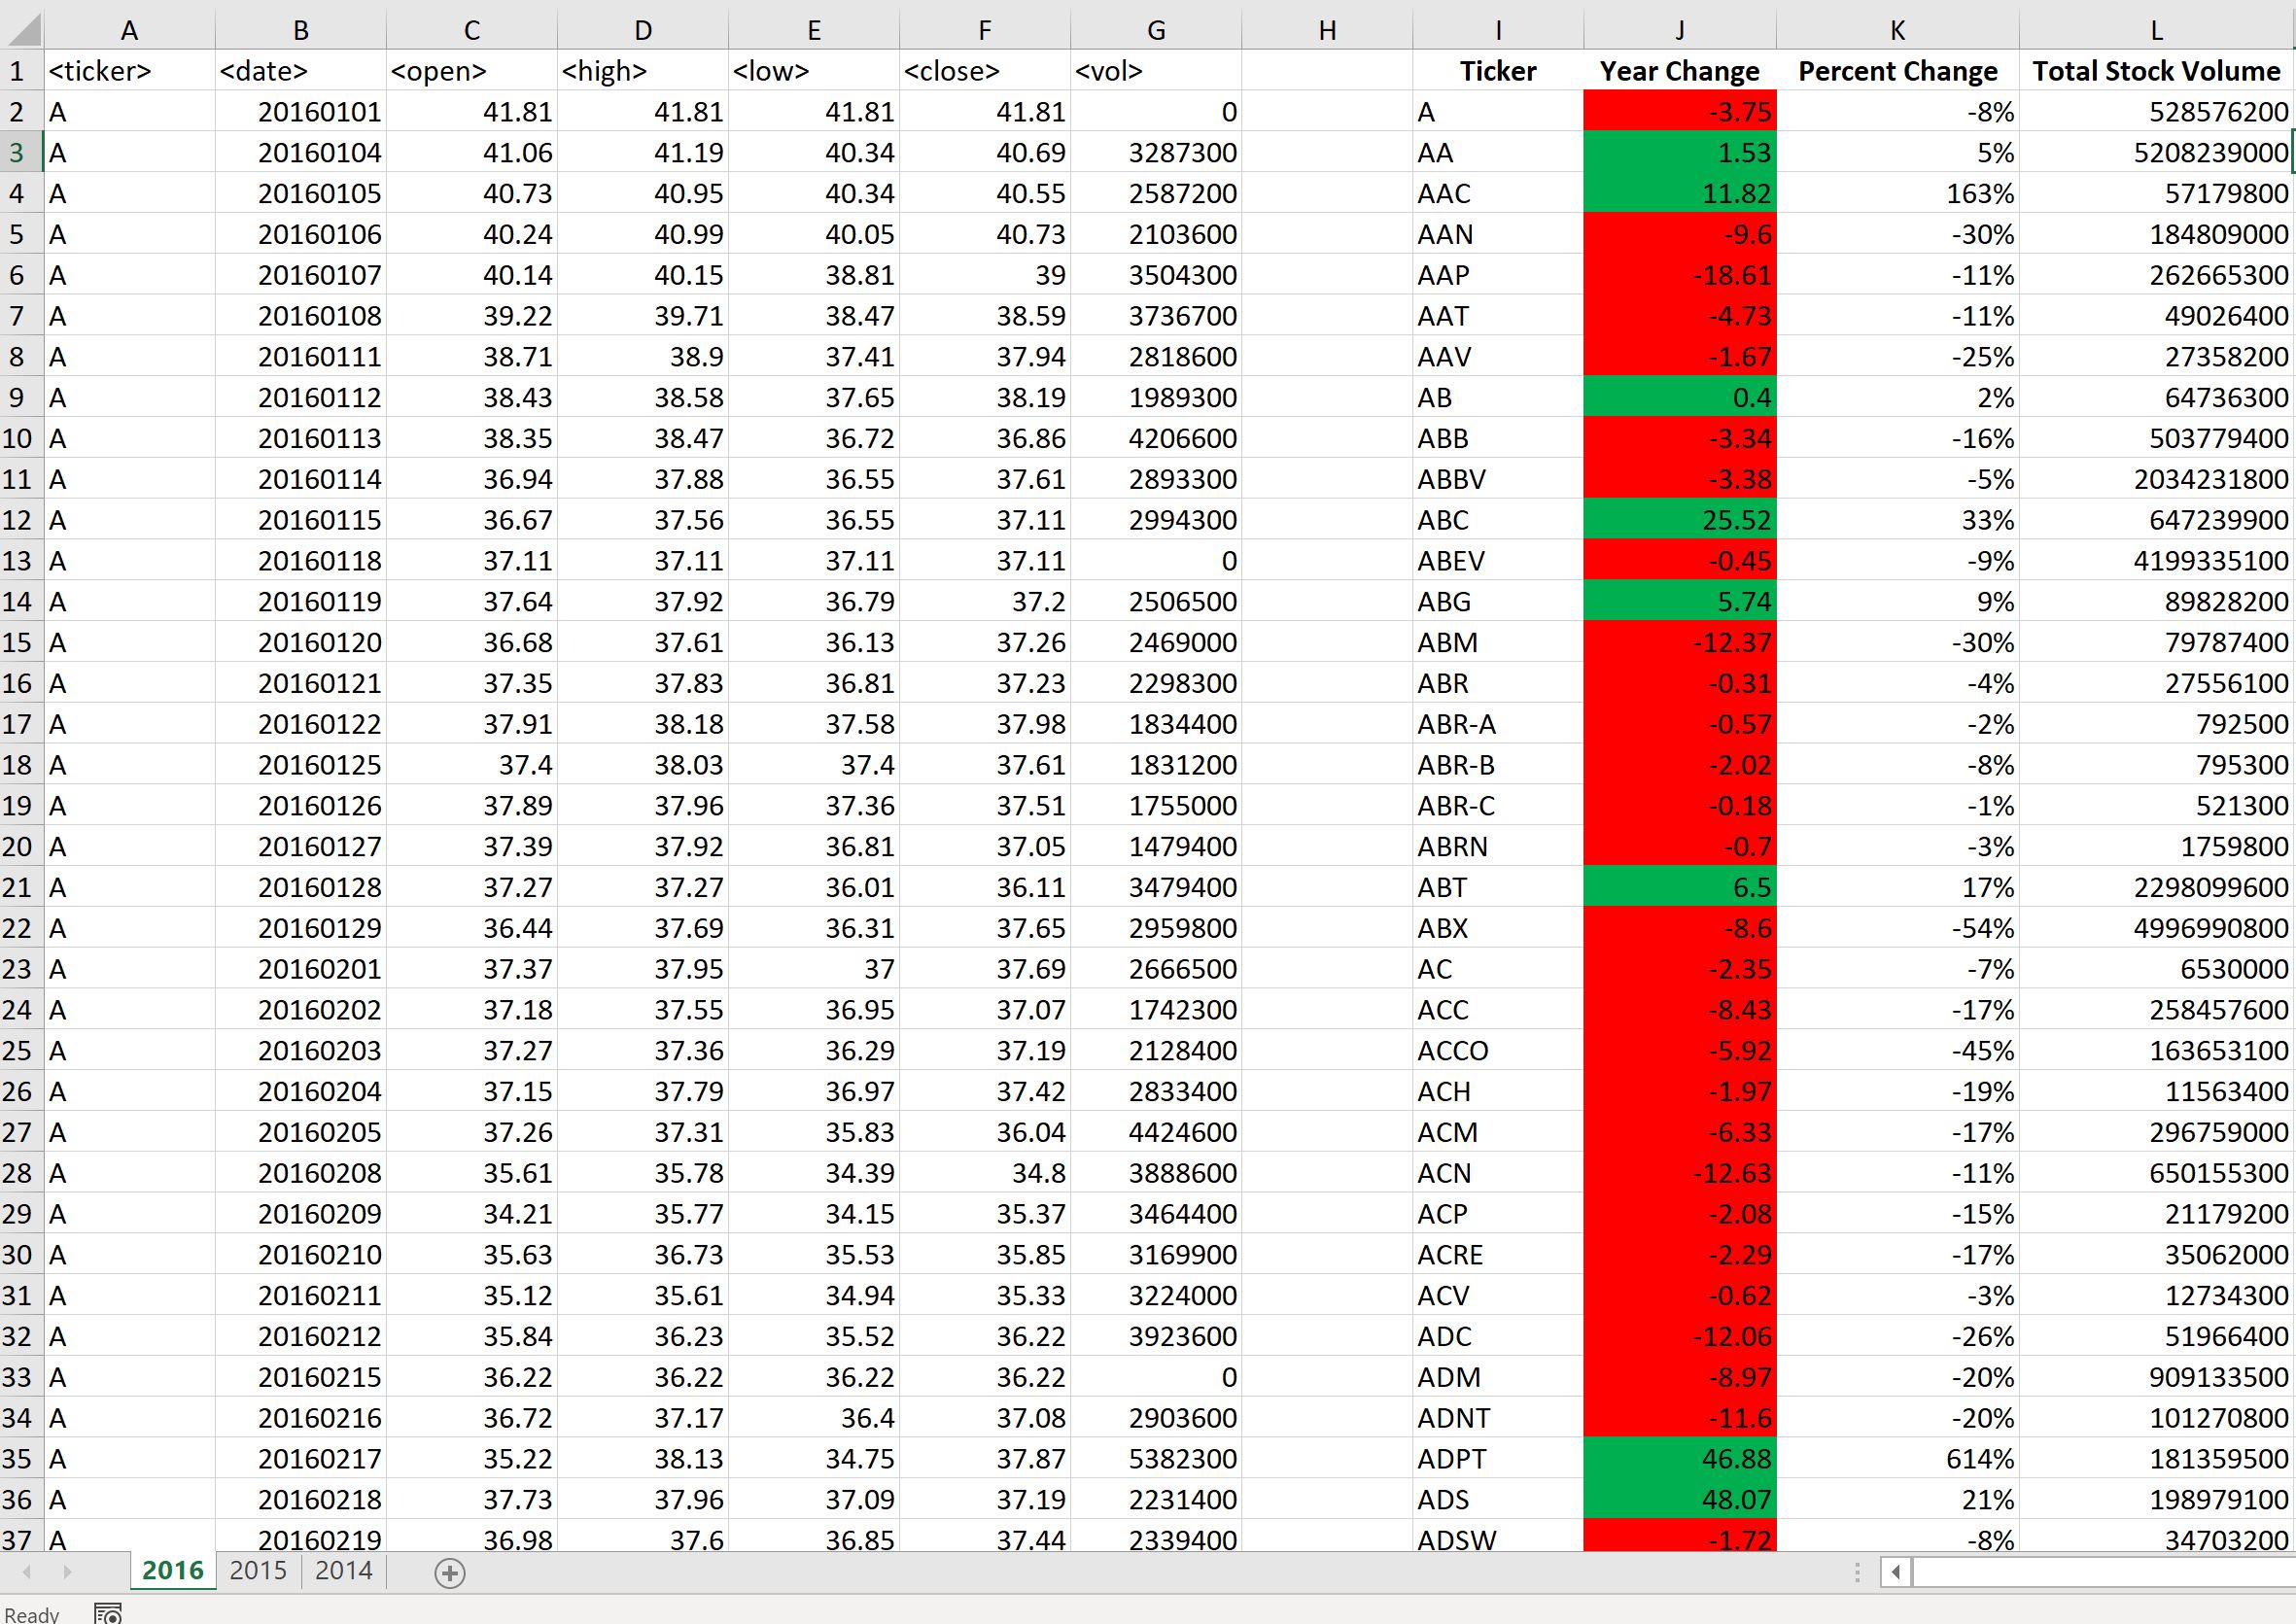 A B C D E F G H I J K L
1 <ticker> <date> <open> <high> <low> <close> <vol> Ticker Year Change Percent Change Total Stock Volume
2 A 20160101 41.81 41.81 41.81 41.81 0 A -3.75 -8% 528576200
3 A 20160104 41.06 41.19 40.34 40.69 3287300 AA 1.53 5% 5208239000
4 A 20160105 40.73 40.95 40.34 40.55 2587200 AAC 11.82 163% 57179800
5 A 20160106 40.24 40.99 40.05 40.73 2103600 AAN -9.6 -30% 184809000
6 A 20160107 40.14 40.15 38.81 39 3504300 AAP -18.61 -11% 262665300
7 A 20160108 39.22 39.71 38.47 38.59 3736700 AAT -4.73 -11% 49026400
8 A 20160111 38.71 38.9 37.41 37.94 2818600 AAV -1.67 -25% 27358200
9 A 20160112 38.43 38.58 37.65 38.19 1989300 AB 0.4 2% 64736300
10 A 20160113 38.35 38.47 36.72 36.86 4206600 ABB -3.34 -16% 503779400
11 A 20160114 36.94 37.88 36.55 37.61 2893300 ABBV -3.38 -5% 2034231800
12 A 20160115 36.67 37.56 36.55 37.11 2994300 ABC 25.52 33% 647239900
13 A 20160118 37.11 37.11 37.11 37.11 0 ABEV -0.45 -9% 4199335100
14 A 20160119 37.64 37.92 36.79 37.2 2506500 ABG 5.74 9% 89828200
15 A 20160120 36.68 37.61 36.13 37.26 2469000 ABM -12.37 -30% 79787400
16 A 20160121 37.35 37.83 36.81 37.23 2298300 ABR -0.31 -4% 27556100
17 A 20160122 37.91 38.18 37.58 37.98 1834400 ABR-A -0.57 -2% 792500
18 A 20160125 37.4 38.03 37.4 37.61 1831200 ABR-B -2.02 -8% 795300
19 A 20160126 37.89 37.96 37.36 37.51 1755000 ABR-C -0.18 -1% 521300
20 A 20160127 37.39 37.92 36.81 37.05 1479400 ABRN -0.7 -3% 1759800
21 A 20160128 37.27 37.27 36.01 36.11 3479400 ABT 6.5 17% 2298099600
22 A 20160129 36.44 37.69 36.31 37.65 2959800 ABX -8.6 -54% 4996990800
23 A 20160201 37.37 37.95 37 37.69 2666500 AC -2.35 -7% 6530000
24 A 20160202 37.18 37.55 36.95 37.07 1742300 ACC -8.43 -17% 258457600
25 A 20160203 37.27 37.36 36.29 37.19 2128400 ACCO -5.92 -45% 163653100
26 A 20160204 37.15 37.79 36.97 37.42 2833400 ACH -1.97 -19% 11563400
27 A 20160205 37.26 37.31 35.83 36.04 4424600 ACM -6.33 -17% 296759000
28 A 20160208 35.61 35.78 34.39 34.8 3888600 ACN -12.63 -11% 650155300
29 A 20160209 34.21 35.77 34.15 35.37 3464400 ACP -2.08 -15% 21179200
30 A 20160210 35.63 36.73 35.53 35.85 3169900 ACRE -2.29 -17% 35062000
31 A 20160211 35.12 35.61 34.94 35.33 3224000 ACV -0.62 -3% 12734300
32 A 20160212 35.84 36.23 35.52 36.22 3923600 ADC -12.06 -26% 51966400
33 A 20160215 36.22 36.22 36.22 36.22 0 ADM -8.97 -20% 909133500
34 A 20160216 36.72 37.17 36.4 37.08 2903600 ADNT -11.6 -20% 101270800
35 A 20160217 35.22 38.13 34.75 37.87 5382300 ADPT 46.88 614% 181359500
36 A 20160218 37.73 37.96 37.09 37.19 2231400 ADS 48.07 21% 198979100
37 A 20160219 36.98 37.6 36.85 37.44 2339400 ADSW -1.72 -8% 34703200
2016 2015 2014
Ready